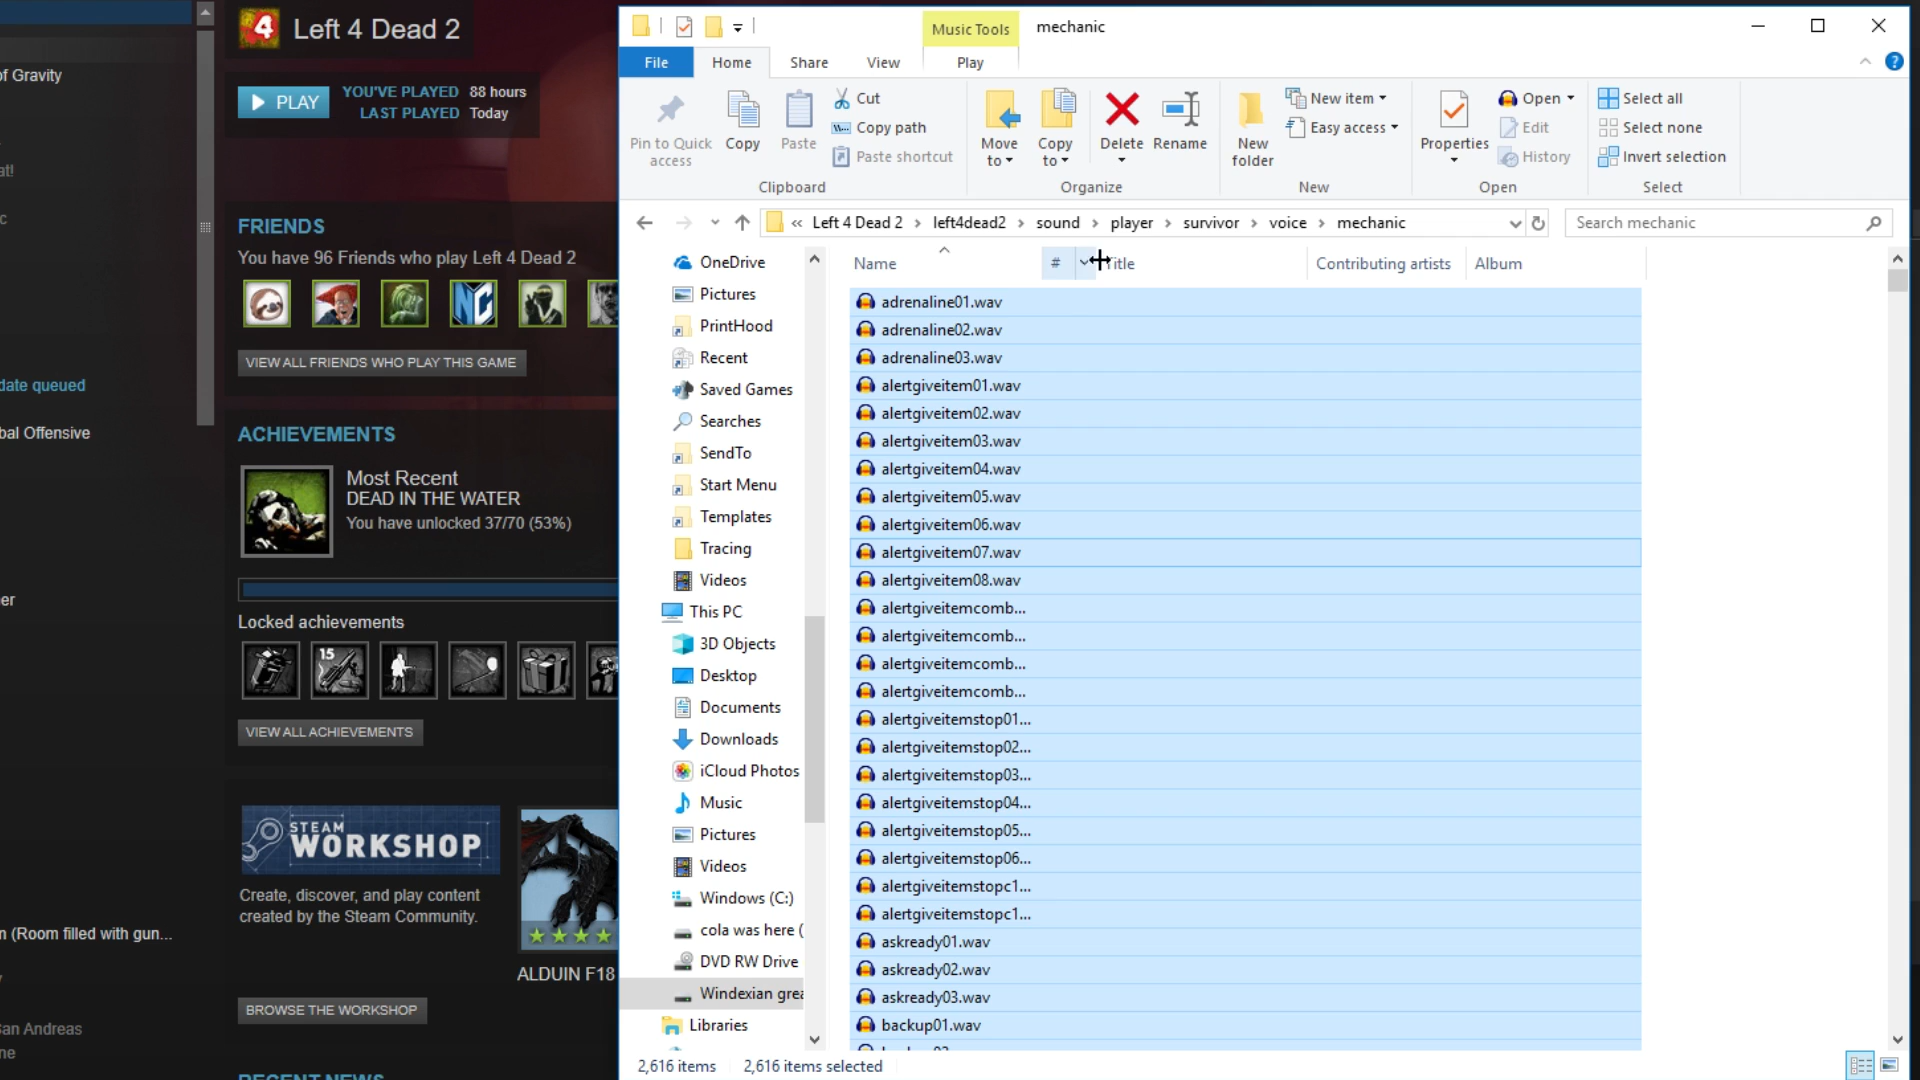 of Gravity
at!
c
date queued
bal Offensive
er
n (Room filled with gun...
San Andreas
ne
Left 4 Dead 2
PLAY
YOU'VE PLAYED 88 hours
LAST PLAYED Today
FRIENDS
You have 96 Friends who play Left 4 Dead 2
NC
VIEW ALL FRIENDS WHO PLAY THIS GAME
ACHIEVEMENTS
Most Recent
DEAD IN THE WATER
You have unlocked 37/70 (53%)
Locked achievements
15
VIEW ALL ACHIEVEMENTS
STEAM
WORKSHOP
Create, discover, and play content
created by the Steam Community.
ALDUIN F18
BROWSE THE WORKSHOP
RECENT NEWS
Music Tools
mechanic
File
Home
Share
View
Play
Pin to Quick
access
Copy
Paste
Cut
Copy path
Paste shortcut
Clipboard
Move
to
Copy
to
Delete
Rename
Organize
New
folder
New item
Easy access
New
Properties
Open
Edit
History
Open
Select all
Select none
Invert selection
Select
« Left 4 Dead 2 > left4dead2 > sound > player > survivor > voice > mechanic
Search mechanic
OneDrive
Pictures
PrintHood
Recent
Saved Games
Searches
SendTo
Start Menu
Templates
Tracing
Videos
This PC
3D Objects
Desktop
Documents
Downloads
iCloud Photos
Music
Pictures
Videos
Windows (C:)
cola was here (
DVD RW Drive
Windexian grea
Libraries
Name
#
Title
Contributing artists
Album
adrenaline01.wav
adrenaline02.wav
adrenaline03.wav
alertgiveitem01.wav
alertgiveitem02.wav
alertgiveitem03.wav
alertgiveitem04.wav
alertgiveitem05.wav
alertgiveitem06.wav
alertgiveitem07.wav
alertgiveitem08.wav
alertgiveitemcomb...
alertgiveitemcomb...
alertgiveitemcomb...
alertgiveitemcomb...
alertgiveitemstop01...
alertgiveitemstop02...
alertgiveitemstop03...
alertgiveitemstop04...
alertgiveitemstop05...
alertgiveitemstop06...
alertgiveitemstopc1...
alertgiveitemstopc1...
askready01.wav
askready02.wav
askready03.wav
backup01.wav
2,616 items
2,616 items selected